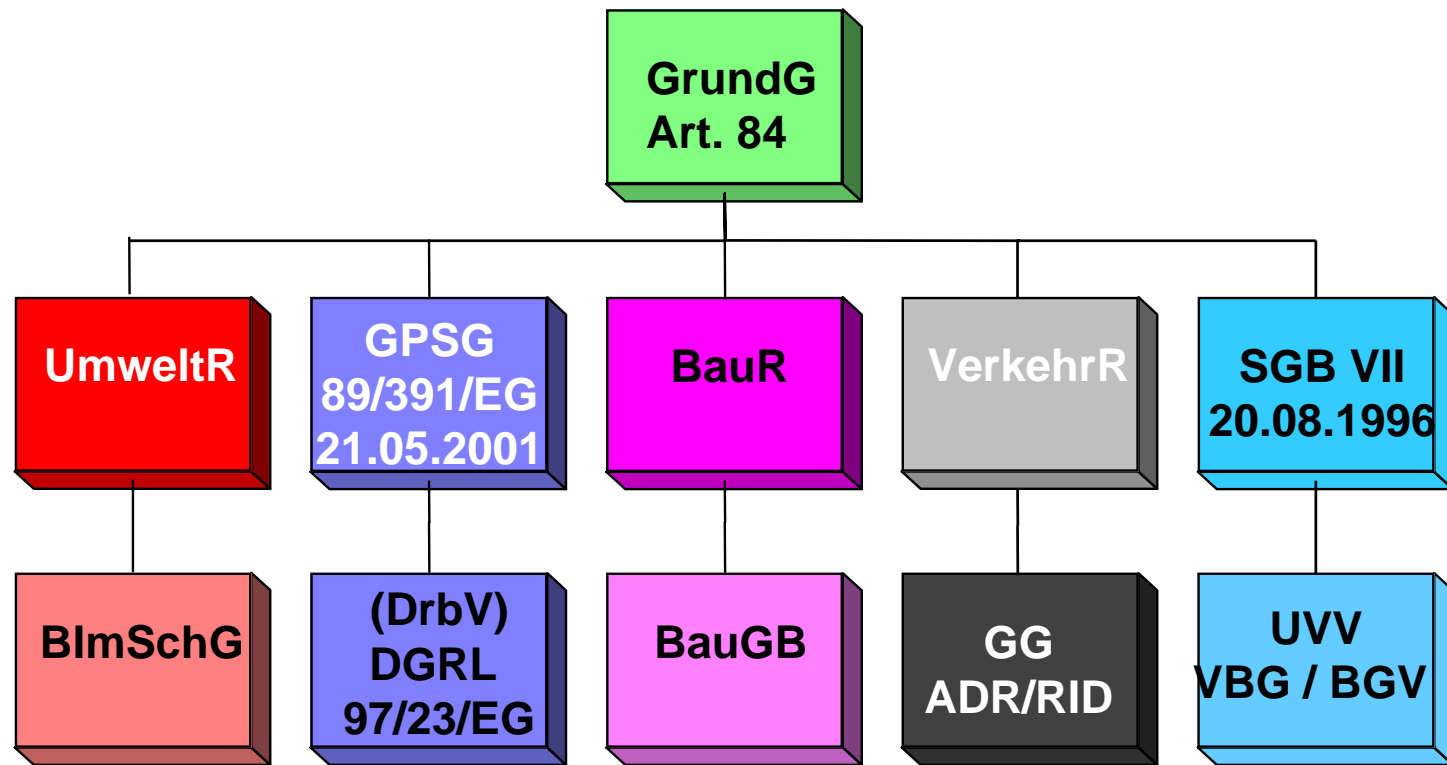 GrundG
Art. 84
UmweltR
GPSG
89/391/EG
21.05.2001
BauR
VerkehrR
SGB VII
20.08.1996
BImSchG
(DrbV)
DGRL
97/23/EG
BauGB
GG
ADR/RID
UVV
VBG / BGV